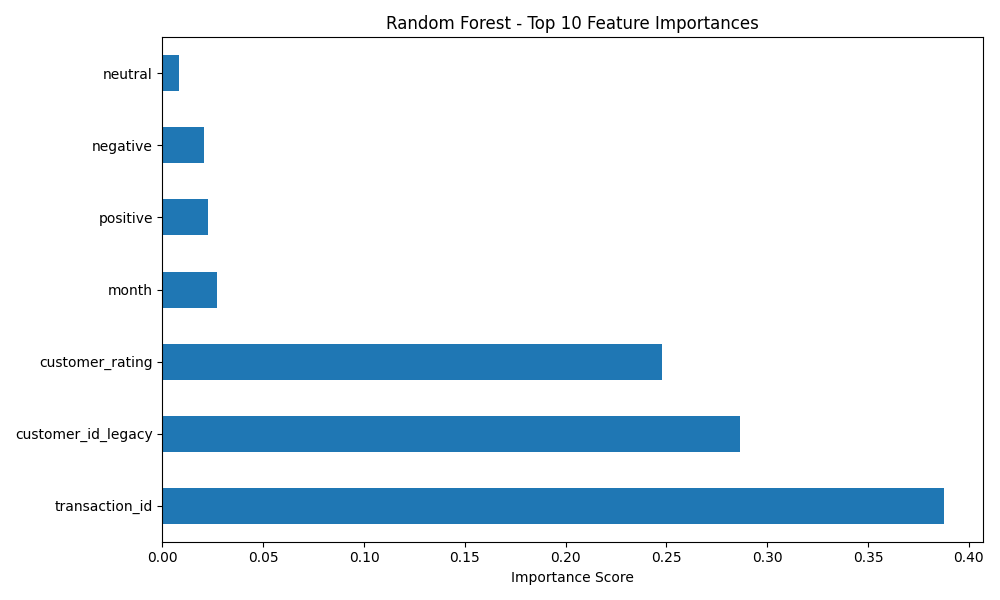 Random Forest - Top 10 Feature Importances
neutral
negative
positive
month
customer_rating
customer_id_legacy
transaction_id
0.00 0.05 0.10 0.15 0.20 0.25 0.30 0.35 0.40
Importance Score